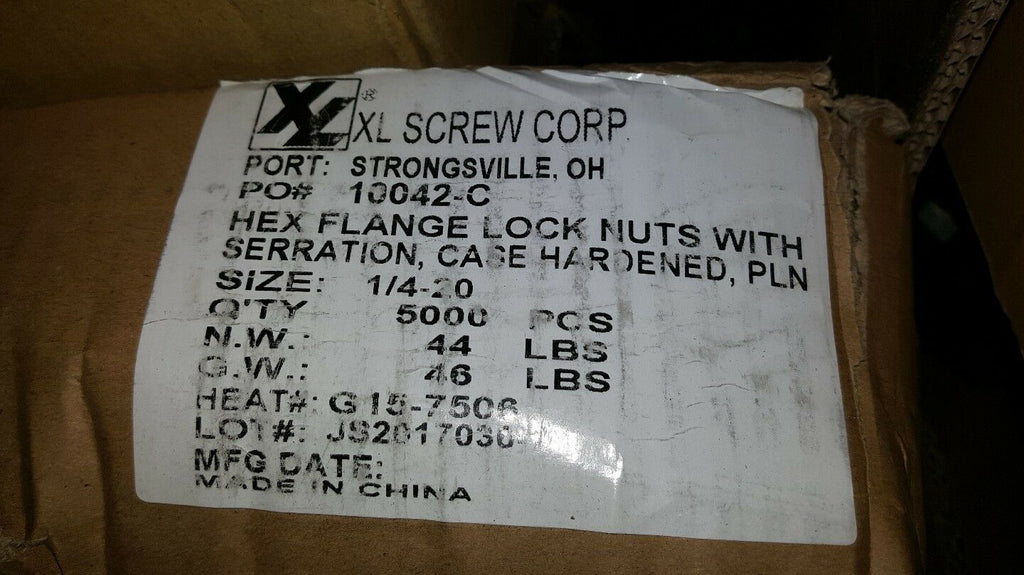 XL ® XL SCREW CORP.
PORT: STRONGSVILLE, OH
PO# 10042-C
HEX FLANGE LOCK NUTS WITH
SERRATION, CASE HARDENED, PLN
SIZE: 1/4-20
Q'TY 5000 PCS
N.W.: 44 LBS
G.W.: 46 LBS
HEAT#: G15-7506
LOT#: JS2017030-
MFG DATE:
MADE IN CHINA